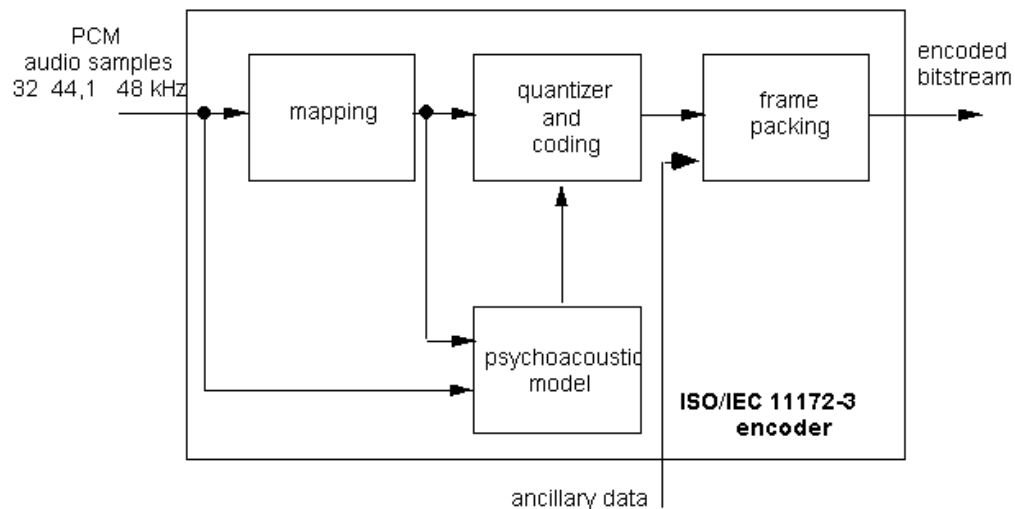 PCM
audio samples
32 44,1 48 kHz
mapping
quantizer
and
coding
frame
packing
encoded
bitstream
psychoacoustic
model
ISO/IEC 11172-3
encoder
ancillary data